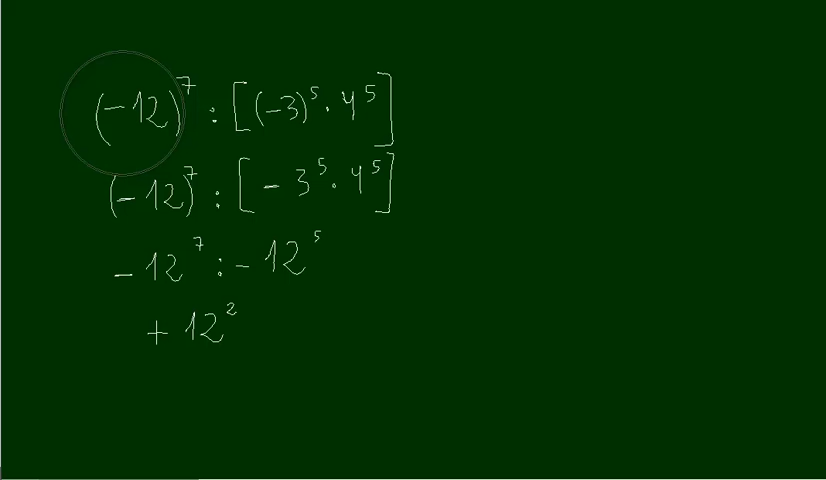 (-12)⁷ : [(-3)⁵ · 4⁵]
(-12)⁷ : [-3⁵ · 4⁵]
-12⁷ : -12⁵
+12²